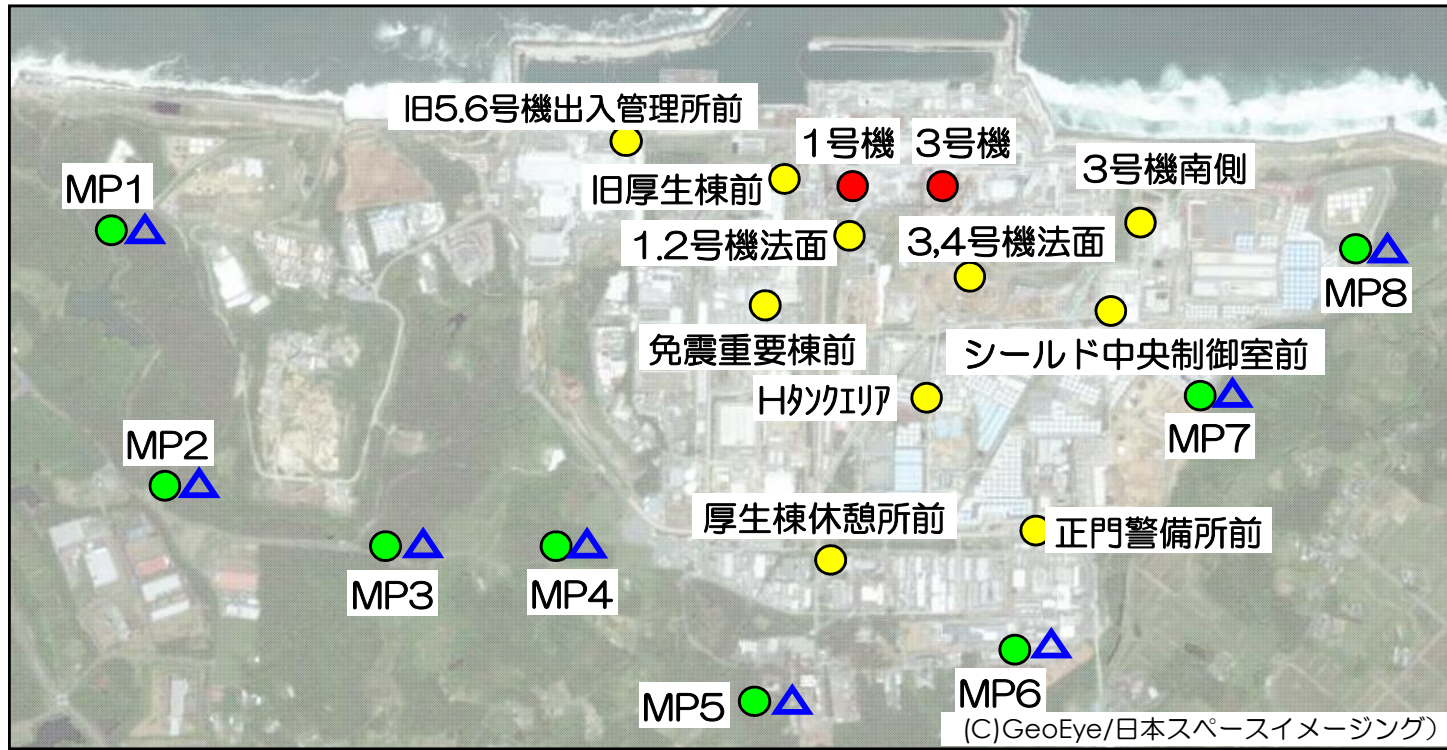 旧5.6号機出入管理所前
1号機
3号機
3号機南側
MP1
旧厚生棟前
1.2号機法面
3,4号機法面
MP8
免震重要棟前
シールド中央制御室前
Hﾀﾝｸｴﾘｱ
MP7
MP2
厚生棟休憩所前
正門警備所前
MP3
MP4
MP5
MP6
(C)GeoEye/日本スペースイメージング）